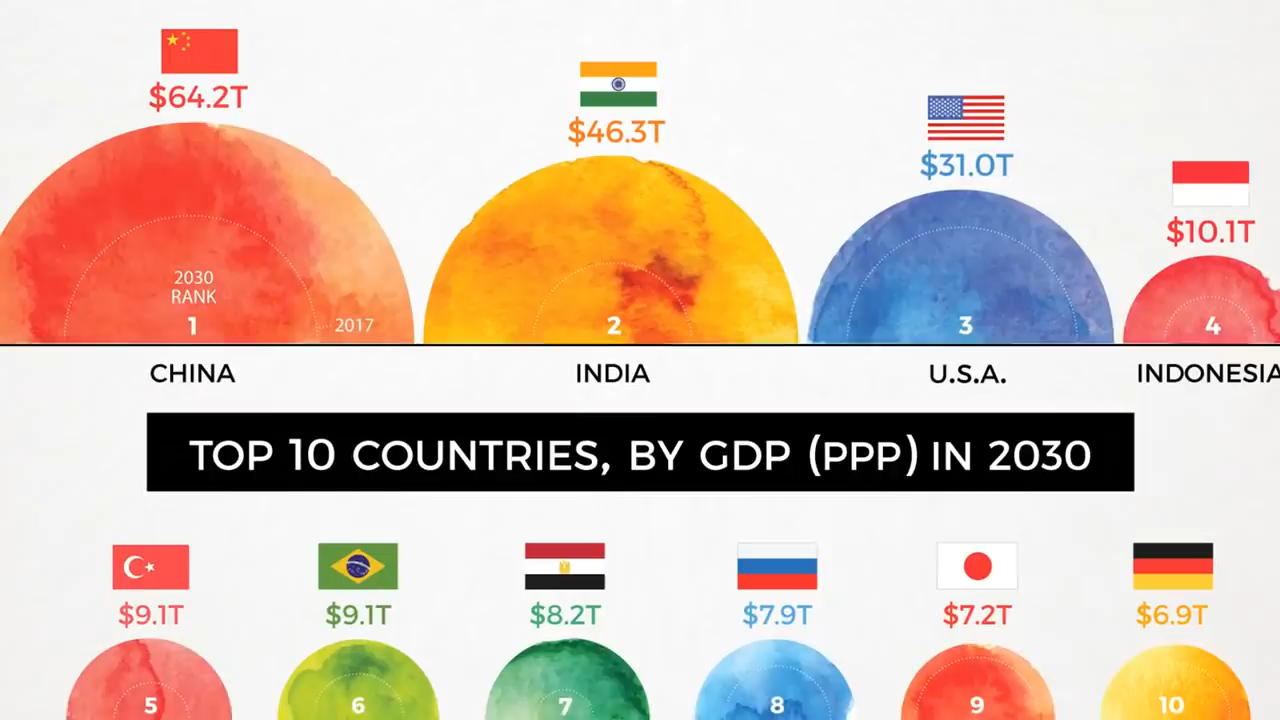 $64.2T
$46.3T
$31.0T
$10.1T
2030
RANK
1
2017
2
3
4
CHINA
INDIA
U.S.A.
INDONESIA
TOP 10 COUNTRIES, BY GDP (PPP) IN 2030
$9.1T
$9.1T
$8.2T
$7.9T
$7.2T
$6.9T
5
6
7
8
9
10